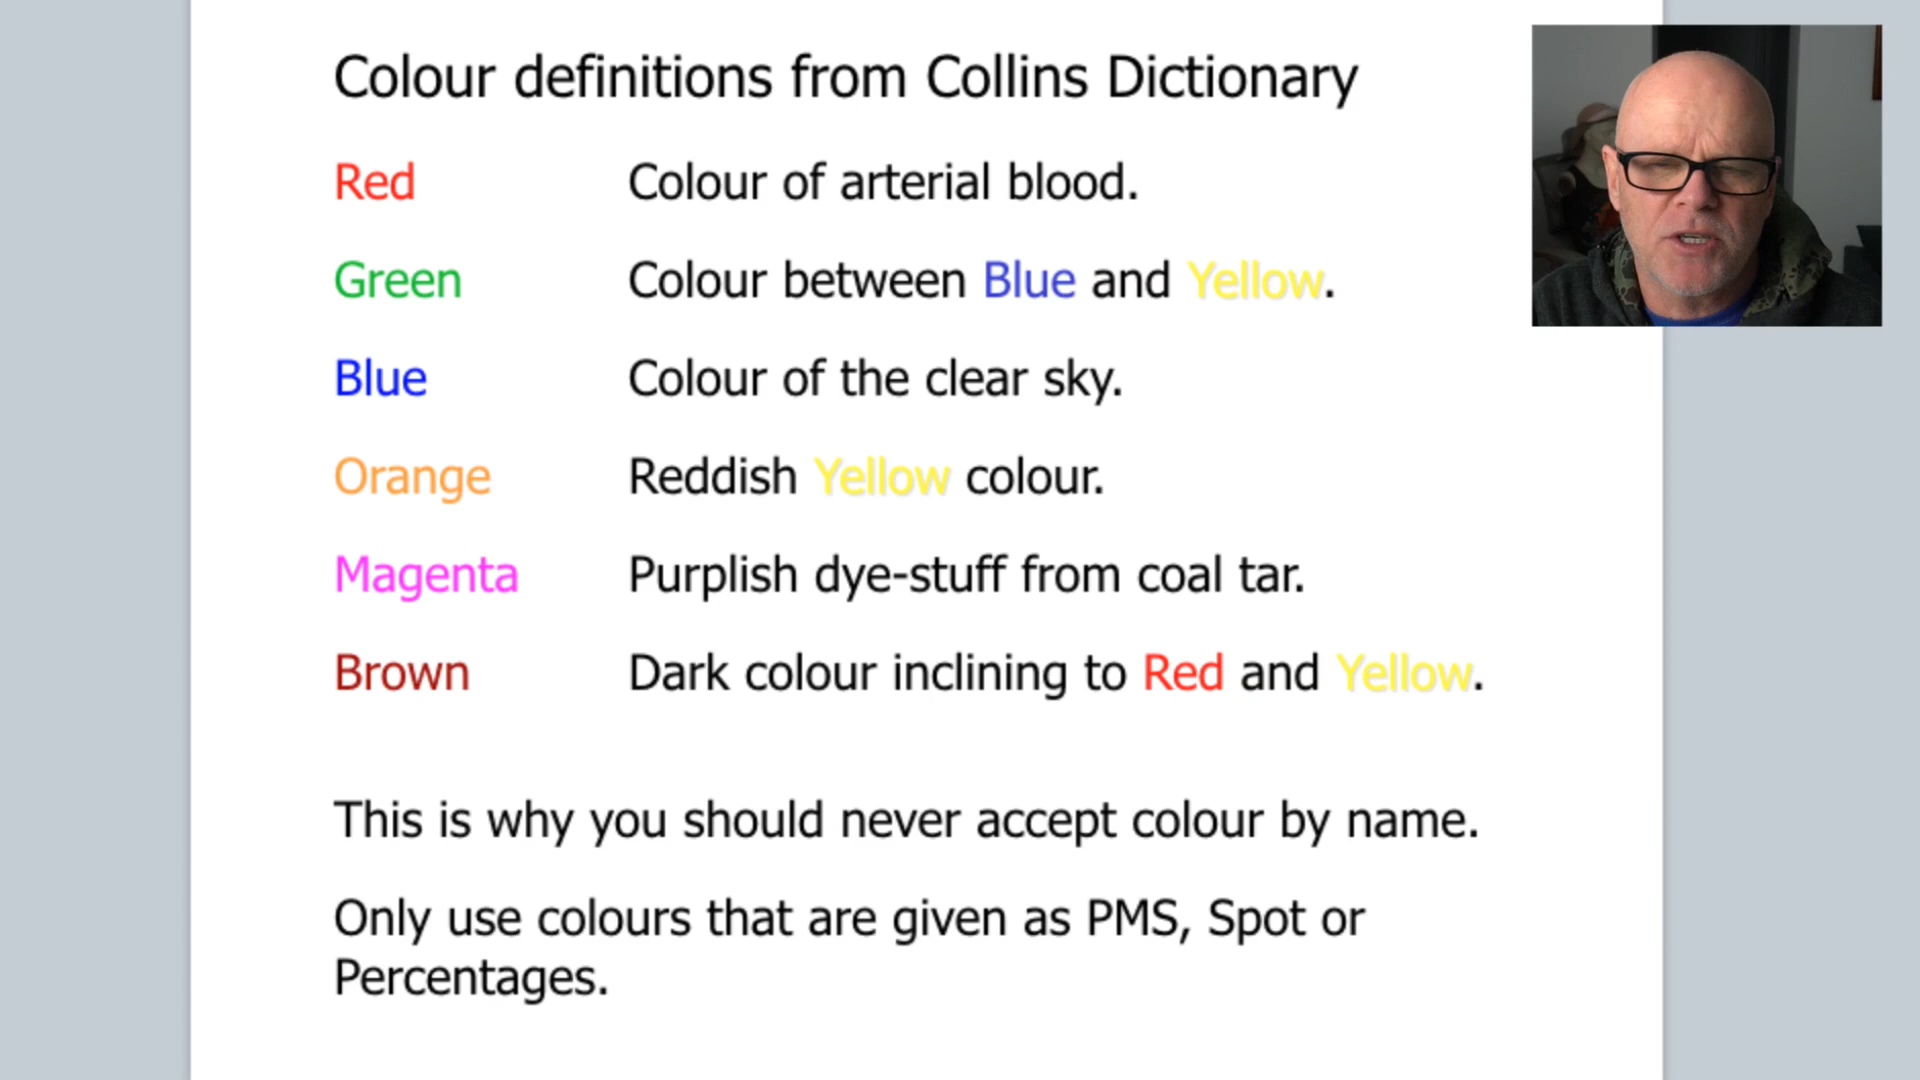 Colour definitions from Collins Dictionary
Red Colour of arterial blood.
Green Colour between Blue and Yellow.
Blue Colour of the clear sky.
Orange Reddish Yellow colour.
Magenta Purplish dye-stuff from coal tar.
Brown Dark colour inclining to Red and Yellow.
This is why you should never accept colour by name.
Only use colours that are given as PMS, Spot or
Percentages.